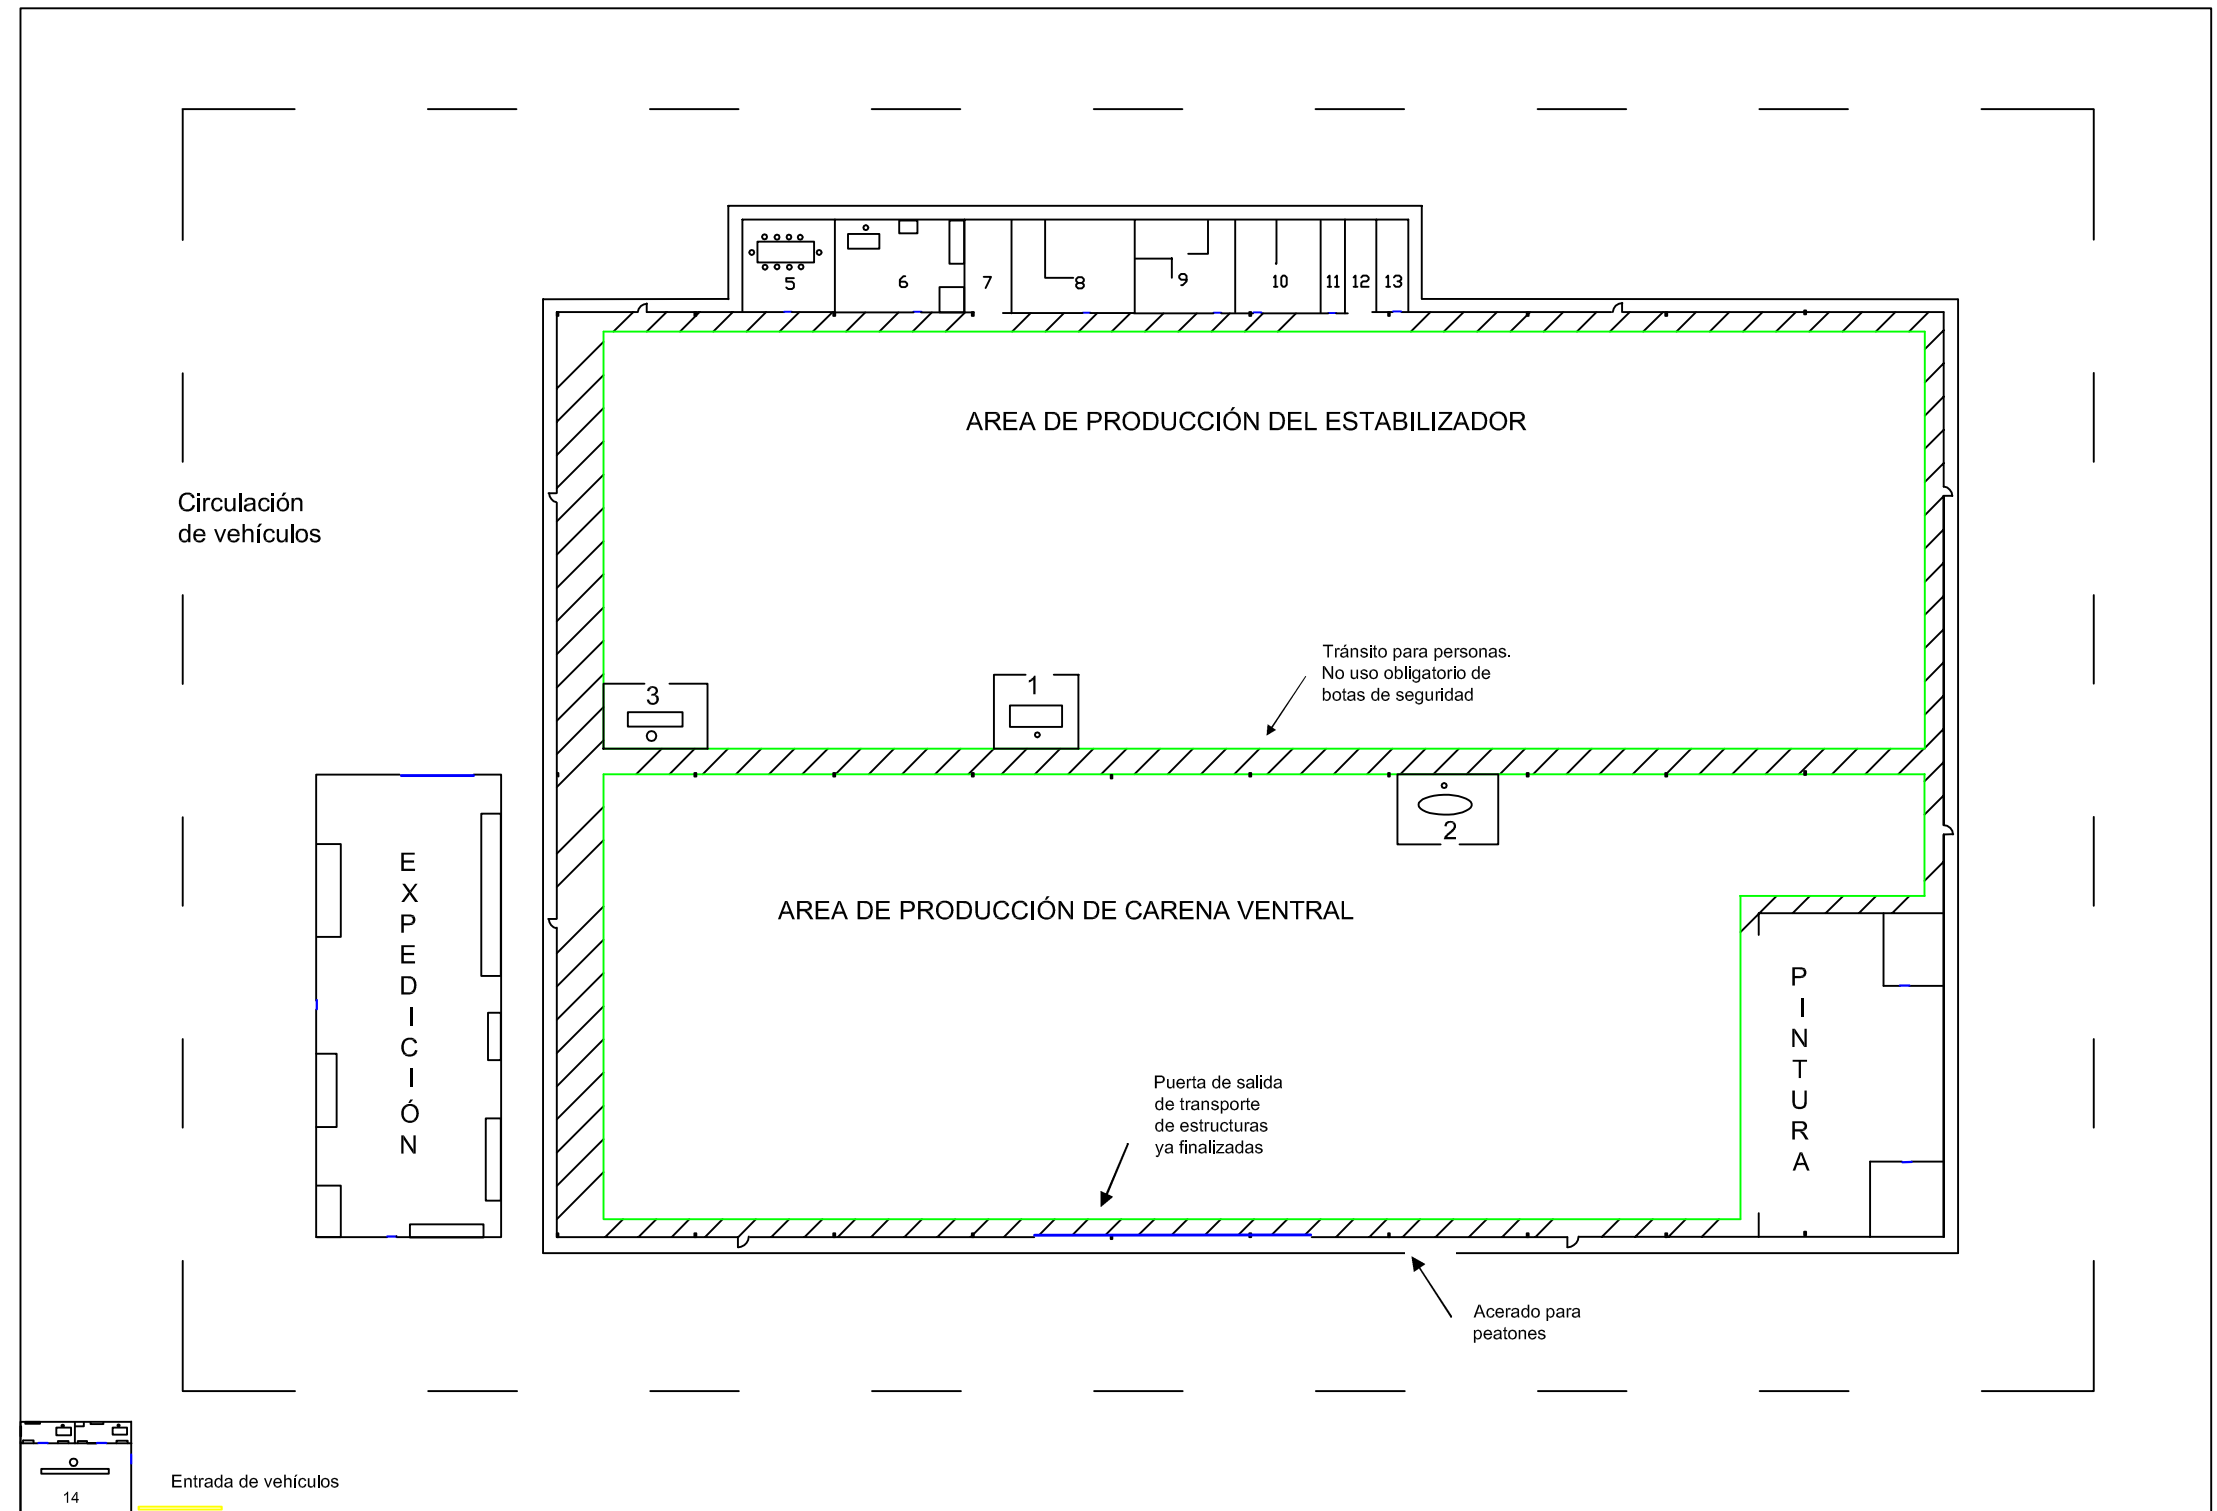 5
6
7
8
9
10
11
12
13
AREA DE PRODUCCIÓN DEL ESTABILIZADOR
Circulación
de vehículos
Tránsito para personas.
No uso obligatorio de
botas de seguridad
3
1
2
EXPEDICIÓN
AREA DE PRODUCCIÓN DE CARENA VENTRAL
PINTURA
Puerta de salida
de transporte
de estructuras
ya finalizadas
Acerado para
peatones
Entrada de vehículos
14